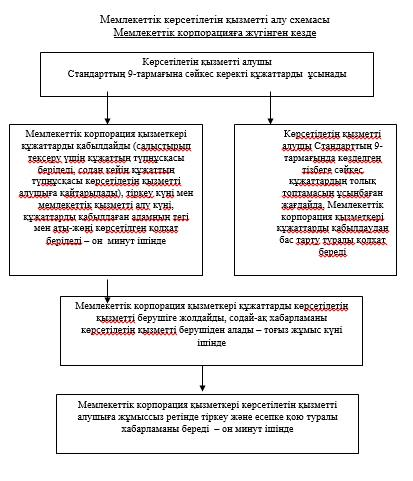 Мемлекеттік көрсетілетін қызметті алу схемасы
Мемлекеттік корпорацияға жүгінген кезде
Көрсетілетін қызметті алушы
Стандарттың 9-тармағына сәйкес керекті құжаттарды ұсынады
Мемлекеттік корпорация қызметкері
құжаттарды қабылдайды (салыстырып
тексеру үшін құжаттың түпнұсқасы
беріледі, содан кейін құжаттың
түпнұсқасы көрсетілетін қызметті
алушыға қайтарылады), тіркеу күні мен
мемлекеттік қызметті алу күні,
құжаттарды қабылдаған адамның тегі
мен аты-жөні көрсетілген қолхат
беріледі – он минут ішінде
Көрсетілетін қызметті
алушы Стандарттың 9-
тармағында көзделген
тізбеге сәйкес
құжаттардың толық
топтамасын ұсынбаған
жағдайда, Мемлекеттік
корпорация қызметкері
құжаттарды қабылдаудан
бас тарту туралы қолхат
береді
Мемлекеттік корпорация қызметкері құжаттарды көрсетілетін
қызметті берушіге жолдайды, содай-ақ хабарламаны
көрсетілетін қызметті берушіден алады – тоғыз жұмыс күні
ішінде
Мемлекеттік корпорация қызметкері көрсетілетін қызметті
алушыға жұмыссыз ретінде тіркеу және есепке қою туралы
хабарламаны береді – он минут ішінде